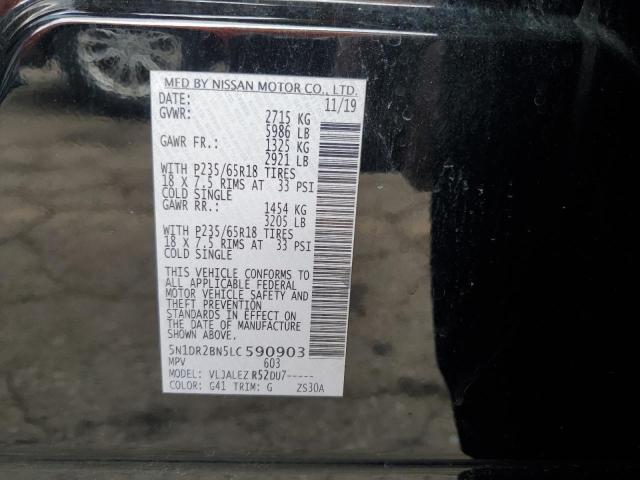 MFD BY NISSAN MOTOR CO., LTD.
DATE: 11/19
GVWR: 2715 KG
5986 LB
GAWR FR.: 1325 KG
2921 LB
WITH P235/65R18 TIRES
18 X 7.5 RIMS AT 33 PSI
COLD SINGLE
GAWR RR.: 1454 KG
3205 LB
WITH P235/65R18 TIRES
18 X 7.5 RIMS AT 33 PSI
COLD SINGLE
THIS VEHICLE CONFORMS TO
ALL APPLICABLE FEDERAL
MOTOR VEHICLE SAFETY AND
THEFT PREVENTION
STANDARDS IN EFFECT ON
THE DATE OF MANUFACTURE
SHOWN ABOVE.
5N1DR2BN5LC590903
MPV 603
MODEL: VLJALEZ R52DU7-----
COLOR: G41 TRIM: G ZS30A